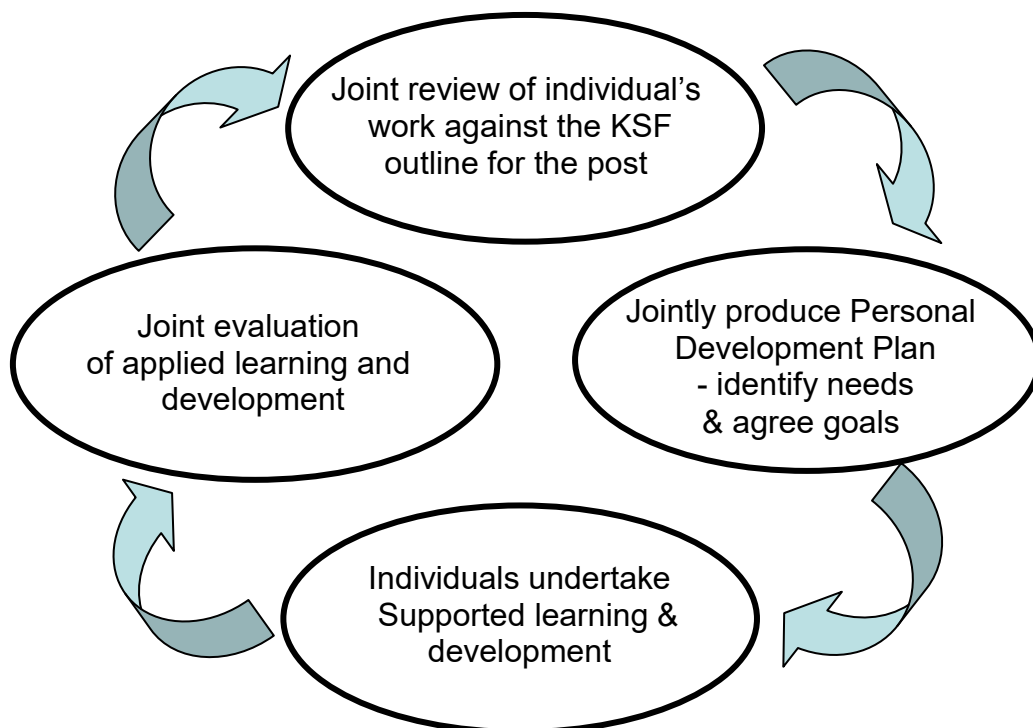 Joint review of individual’s
work against the KSF
outline for the post
Jointly produce Personal
Development Plan
- identify needs
& agree goals
Individuals undertake
Supported learning &
development
Joint evaluation
of applied learning and
development